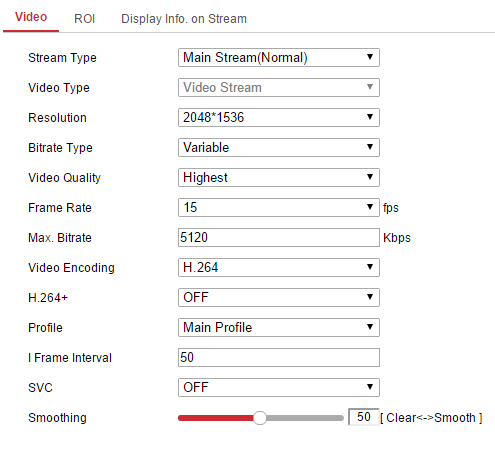 Video ROI Display Info. on Stream
Stream Type Main Stream(Normal)
Video Type Video Stream
Resolution 2048*1536
Bitrate Type Variable
Video Quality Highest
Frame Rate 15 fps
Max. Bitrate 5120 Kbps
Video Encoding H.264
H.264+ OFF
Profile Main Profile
I Frame Interval 50
SVC OFF
Smoothing 50 [ Clear<->Smooth ]